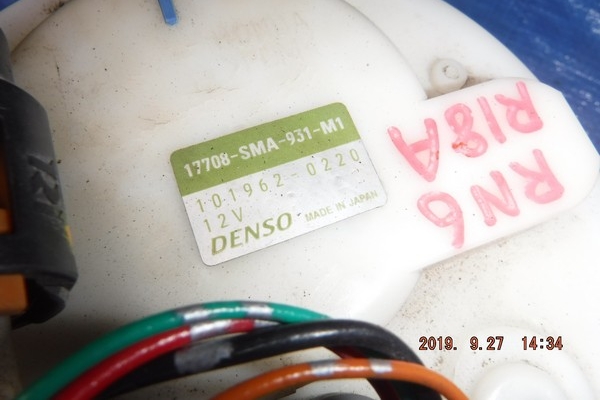 17708-SMA-931-M1
101962-0220
12V
DENSO MADE IN JAPAN
R18A
RN6
2019. 9.27 14:34